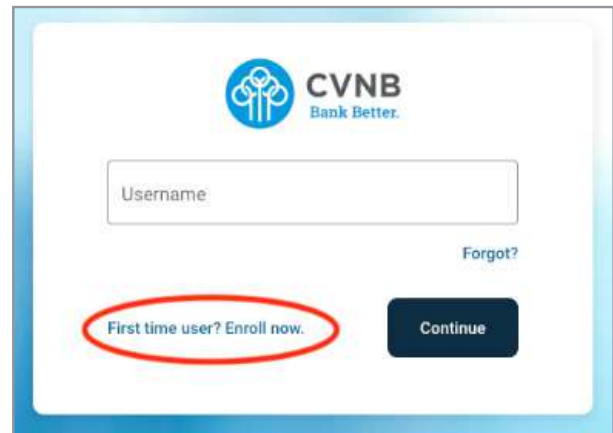 CVNB
Bank Better.
Username
Forgot?
First time user? Enroll now.
Continue